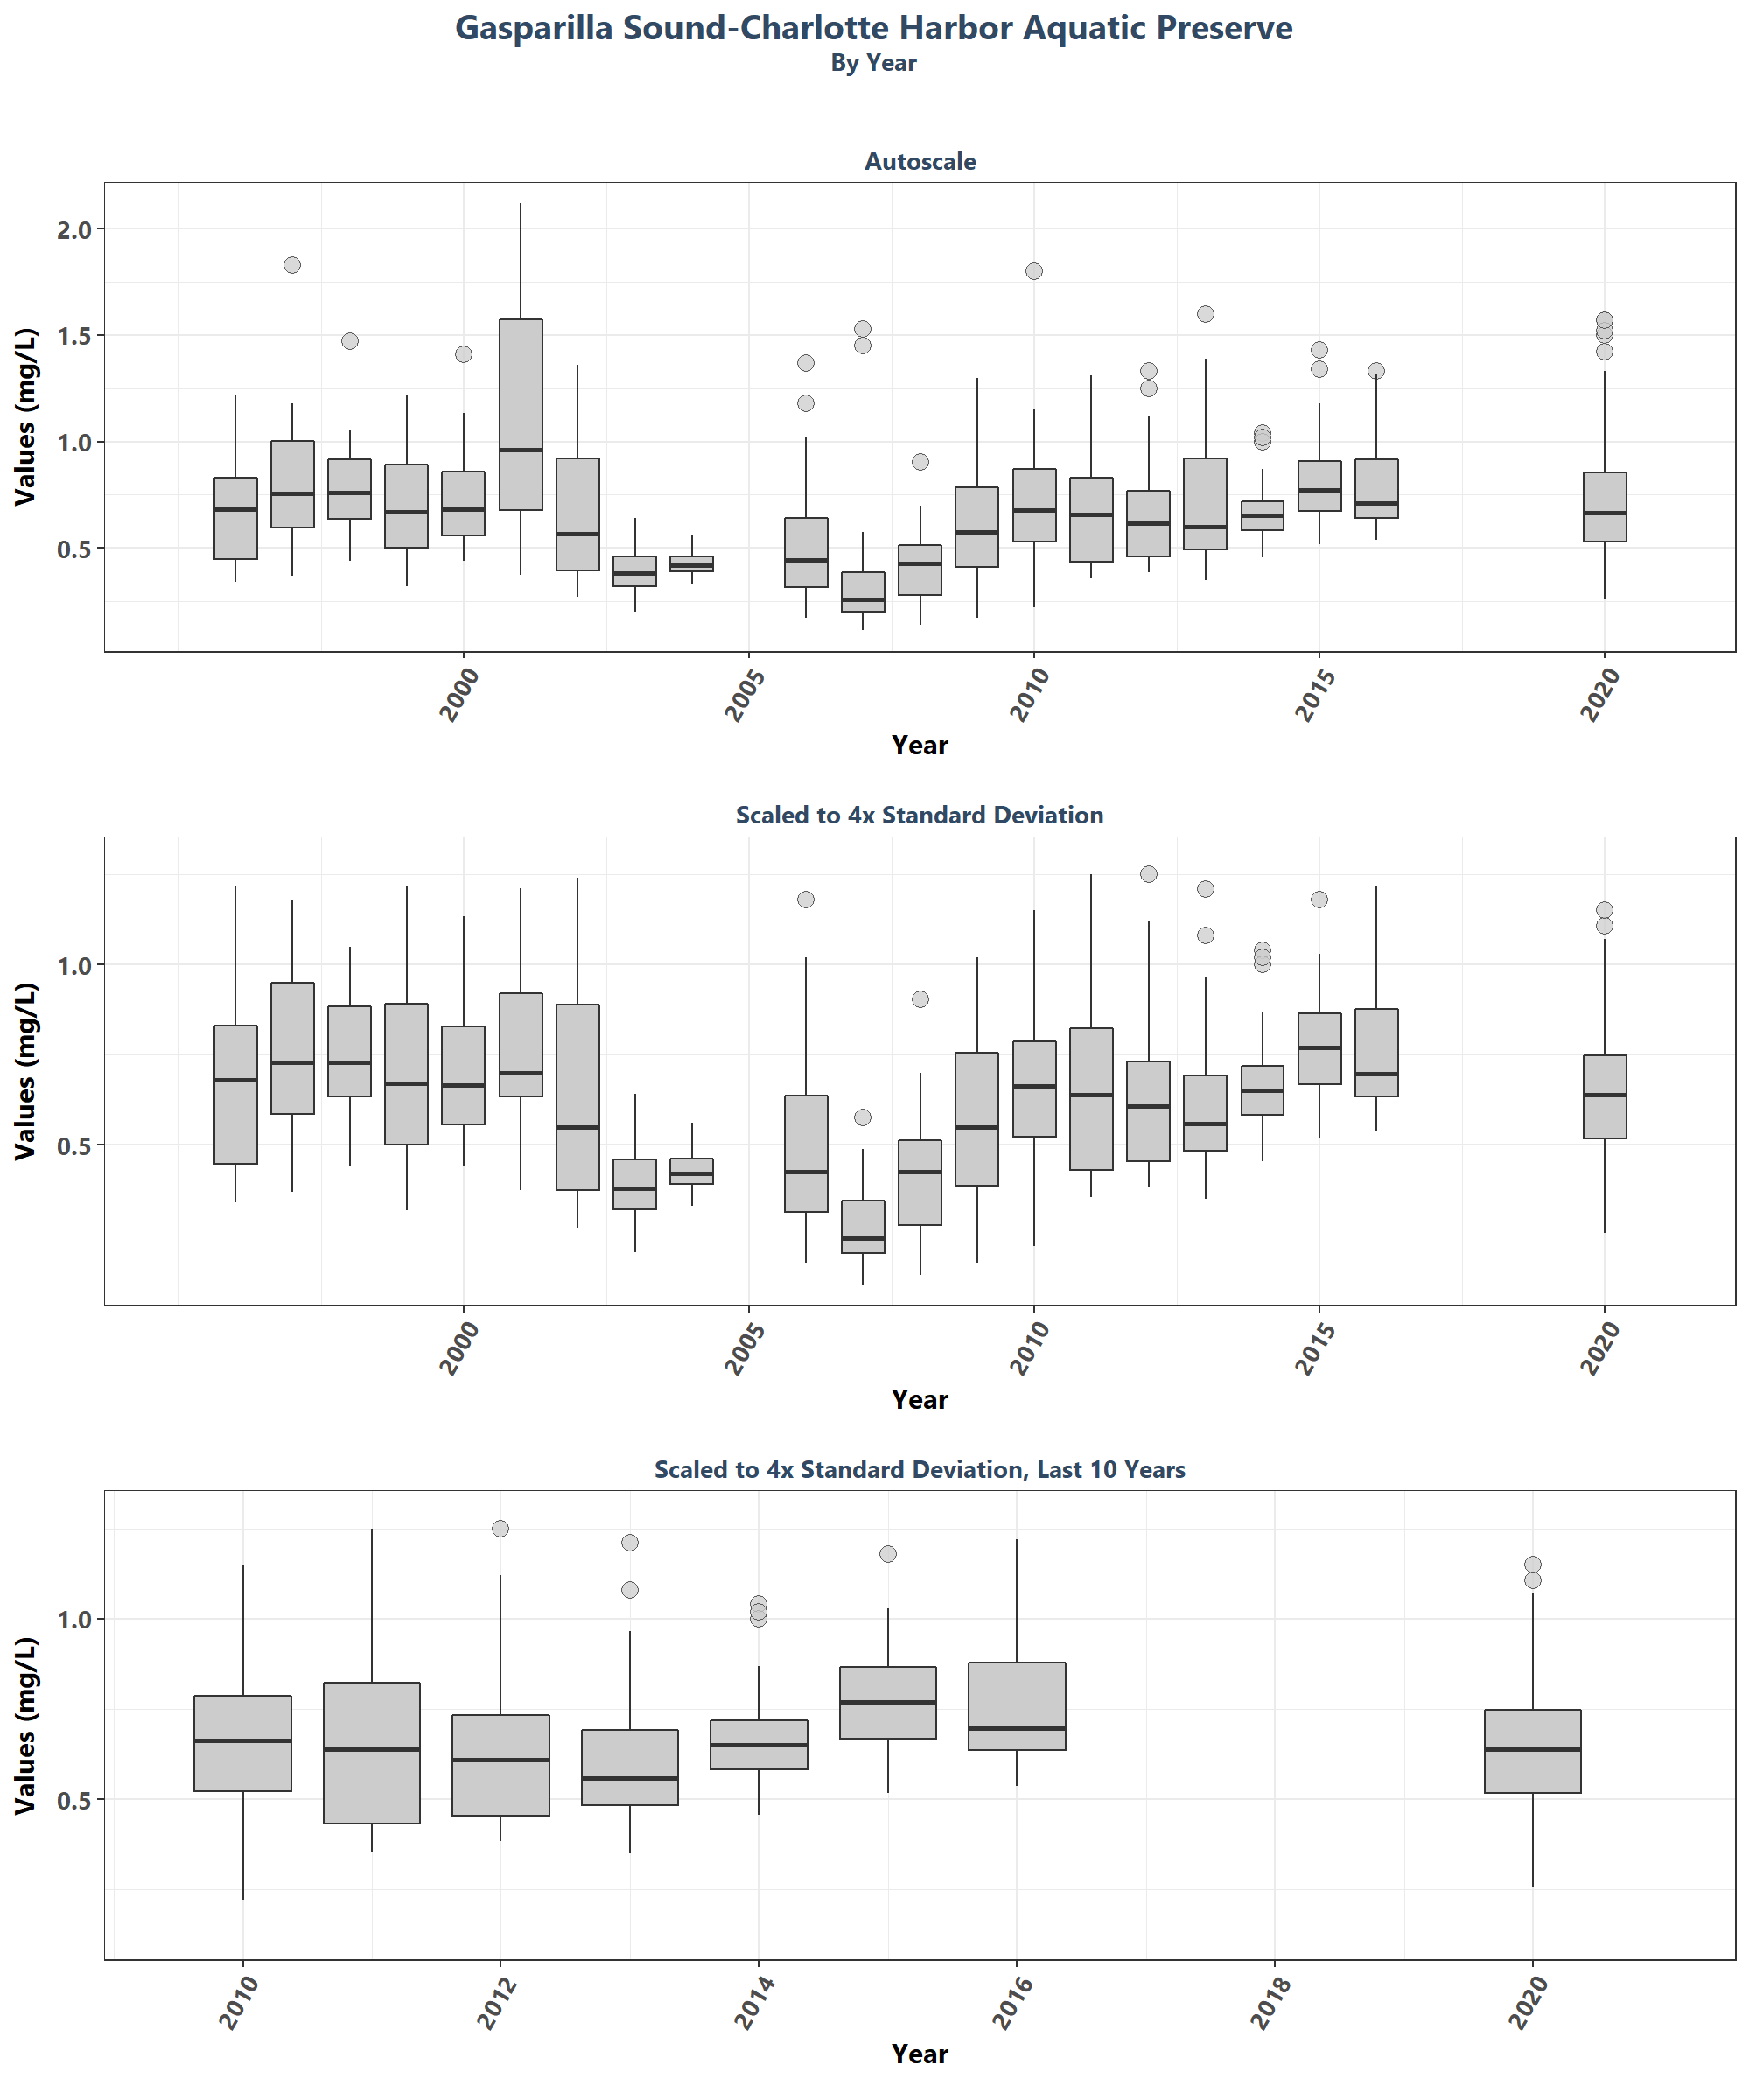 Gasparilla Sound-Charlotte Harbor Aquatic Preserve
By Year
Autoscale
Values (mg/L)
2.0
1.5
1.0
0.5
2000
2005
2010
2015
2020
Year
Scaled to 4x Standard Deviation
Values (mg/L)
1.0
0.5
2000
2005
2010
2015
2020
Year
Scaled to 4x Standard Deviation, Last 10 Years
Values (mg/L)
1.0
0.5
2010
2012
2014
2016
2018
2020
Year